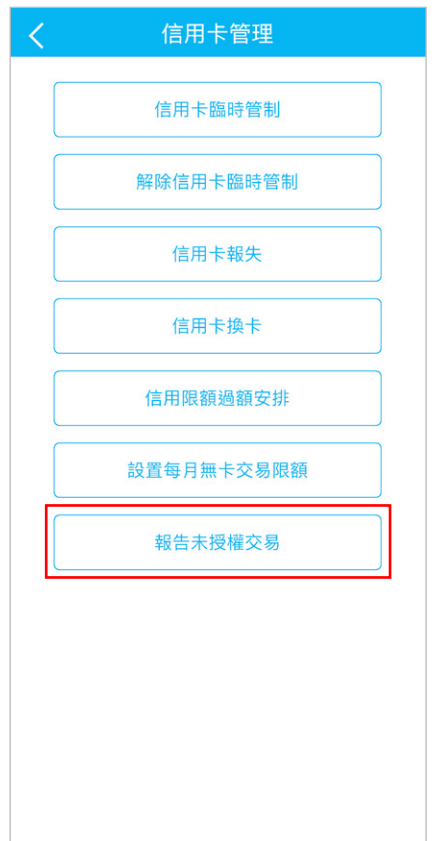 信用卡管理
信用卡臨時管制
解除信用卡臨時管制
信用卡報失
信用卡換卡
信用限額過額安排
設置每月無卡交易限額
報告未授權交易